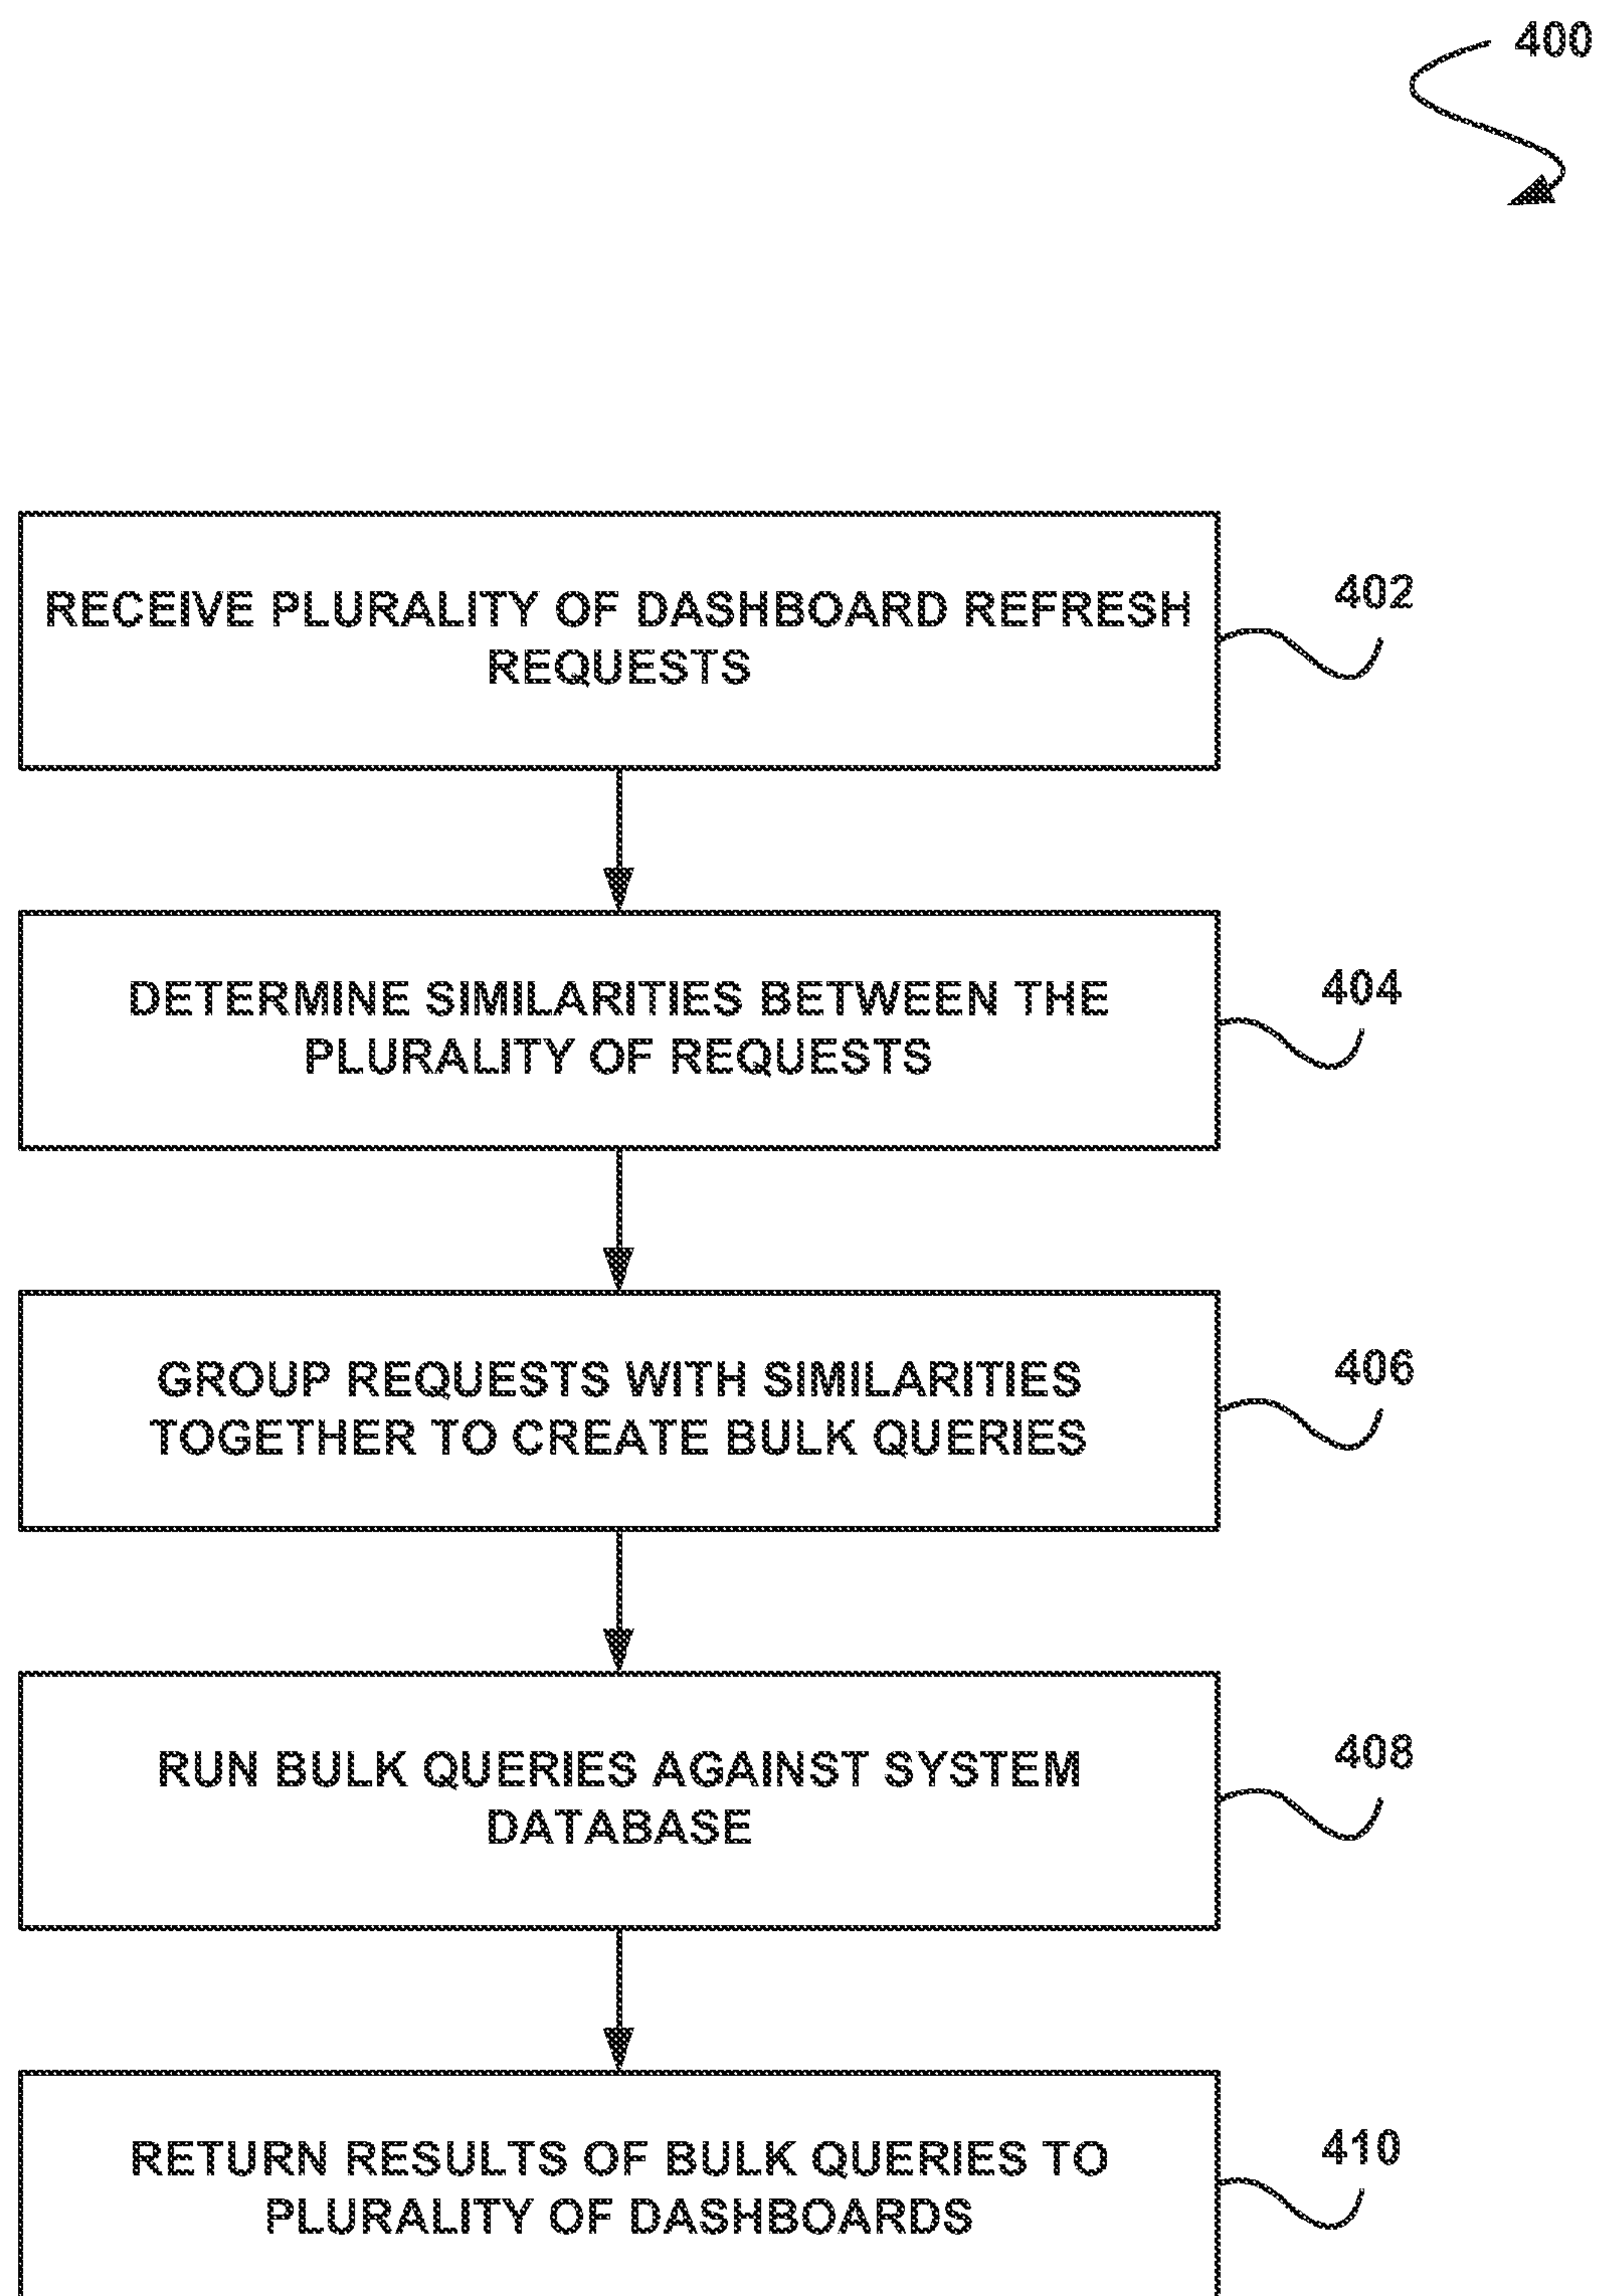 400
RECEIVE PLURALITY OF DASHBOARD REFRESH
REQUESTS
402
DETERMINE SIMILARITIES BETWEEN THE
PLURALITY OF REQUESTS
404
GROUP REQUESTS WITH SIMILARITIES
TOGETHER TO CREATE BULK QUERIES
406
RUN BULK QUERIES AGAINST SYSTEM
DATABASE
408
RETURN RESULTS OF BULK QUERIES TO
PLURALITY OF DASHBOARDS
410